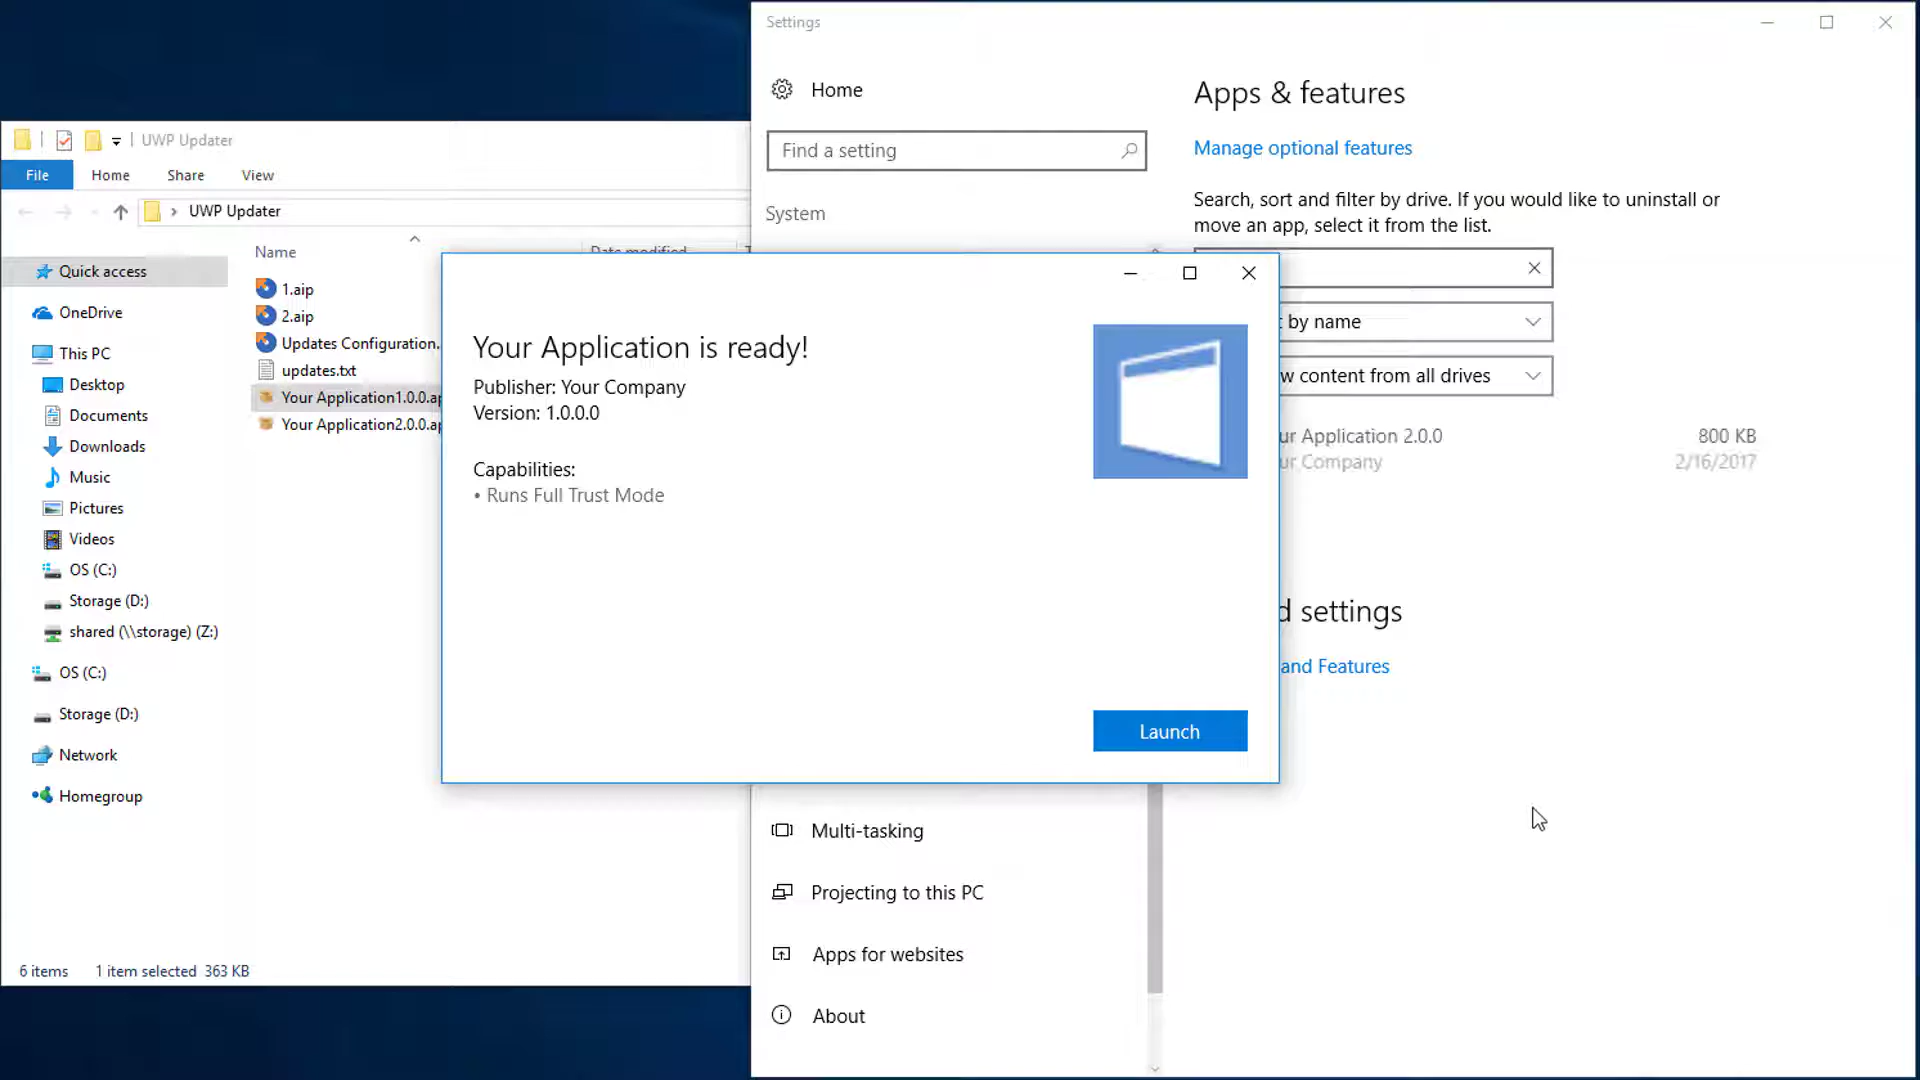 UWP Updater
File
Home
Share
View
UWP Updater
Name
Date modified
Quick access
OneDrive
This PC
Desktop
Documents
Downloads
Music
Pictures
Videos
OS (C:)
Storage (D:)
shared (\\storage) (Z:)
OS (C:)
Storage (D:)
Network
Homegroup
1.aip
2.aip
Updates Configuration.
updates.txt
Your Application1.0.0.ap
Your Application2.0.0.ap
6 items
1 item selected 363 KB
Your Application is ready!
Publisher: Your Company
Version: 1.0.0.0
Capabilities:
• Runs Full Trust Mode
Launch
Settings
Home
Find a setting
System
Multi-tasking
Projecting to this PC
Apps for websites
About
Apps & features
Manage optional features
Search, sort and filter by drive. If you would like to uninstall or
move an app, select it from the list.
by name
w content from all drives
ur Application 2.0.0
800 KB
ur Company
2/16/2017
d settings
and Features